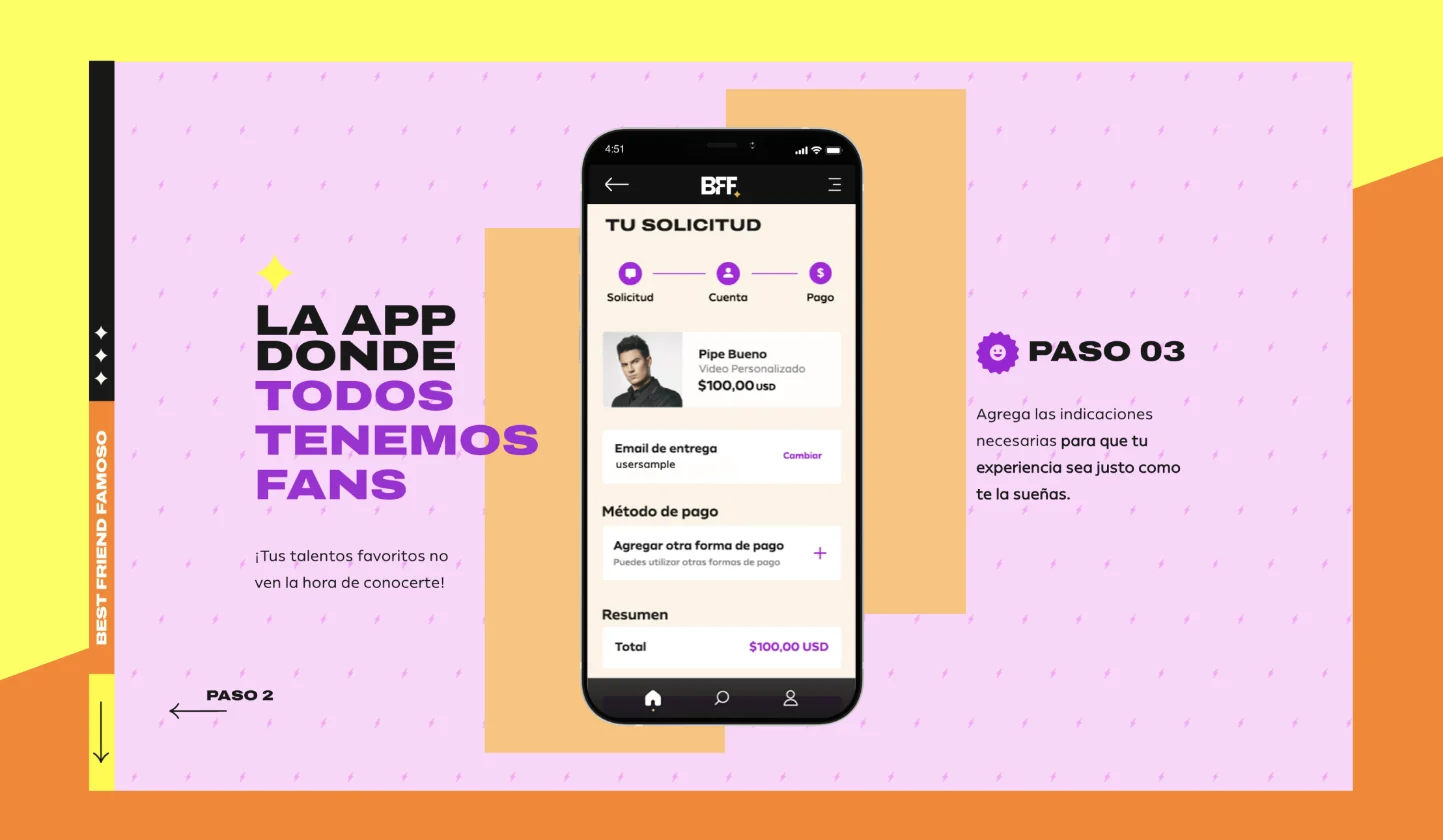 BEST FRIEND FAMOSO
LA APP
DONDE
TODOS
TENEMOS
FANS
¡Tus talentos favoritos no
ven la hora de conocerte!
PASO 2
4:51
BFF
TU SOLICITUD
Solicitud
Cuenta
$
Pago
Pipe Bueno
Video Personalizado
$100,00 USD
Email de entrega
usersample
Cambiar
Método de pago
Agregar otra forma de pago
Puedes utilizar otras formas de pago
Resumen
Total $100,00 USD
PASO 03
Agrega las indicaciones
necesarias para que tu
experiencia sea justo como
te la sueñas.